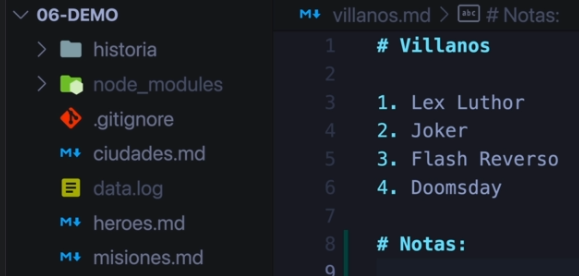 06-DEMO
historia
node_modules
.gitignore
ciudades.md
data.log
heroes.md
misiones.md
villanos.md > abc # Notas:
1 # Villanos
2
3 1. Lex Luthor
4 2. Joker
5 3. Flash Reverso
6 4. Doomsday
7
8 # Notas:
9